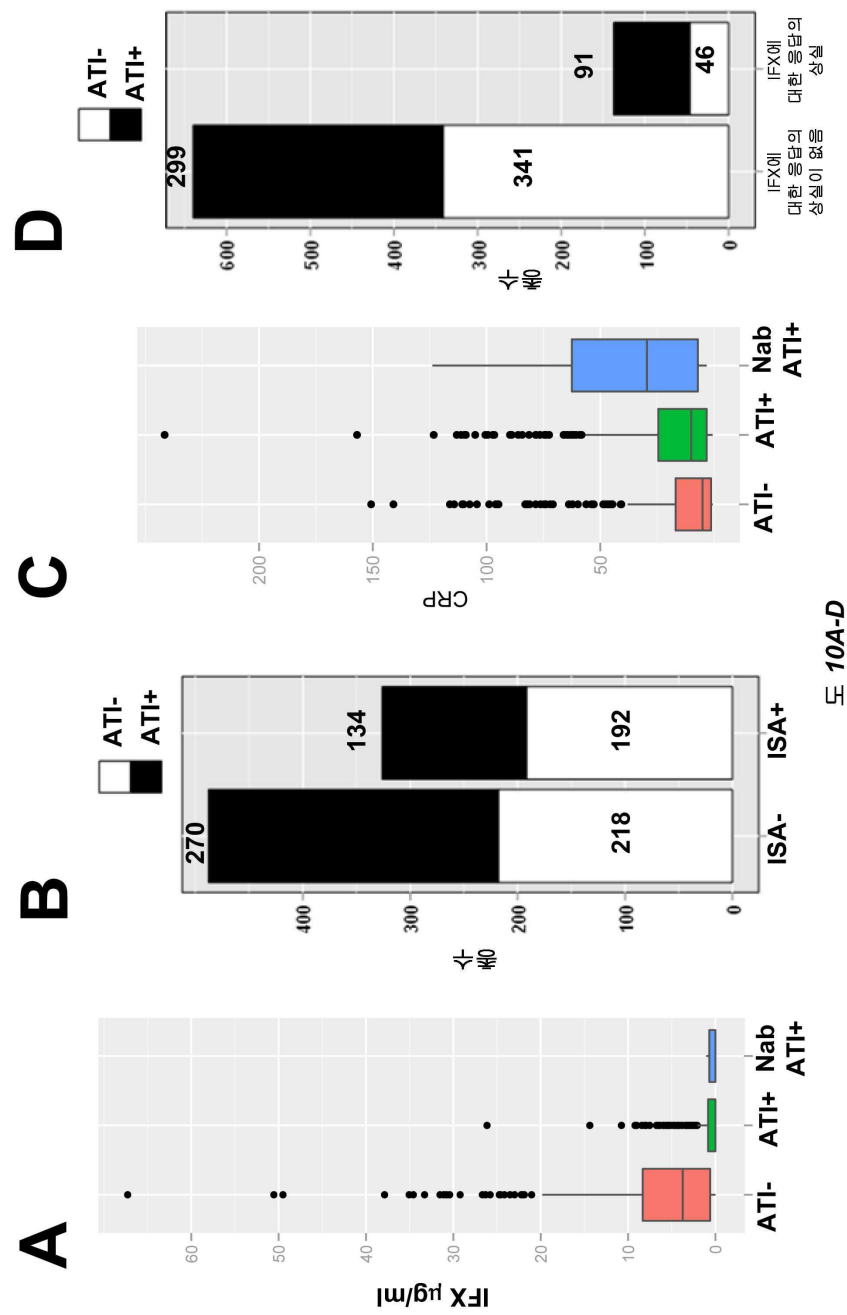 A
IFX μg/ml
60
50
40
30
20
10
0
ATI-
ATI+
Nab
ATI+
B
ATI-
ATI+
총수
400
300
200
100
0
270
218
134
192
ISA-
ISA+
C
CRP
200
150
100
50
ATI-
ATI+
Nab
ATI+
D
ATI-
ATI+
총수
600
500
400
300
200
100
0
299
341
91
46
IFX에
대한 응답의
상실이 없음
IFX에
대한 응답의
상실
도 10A-D